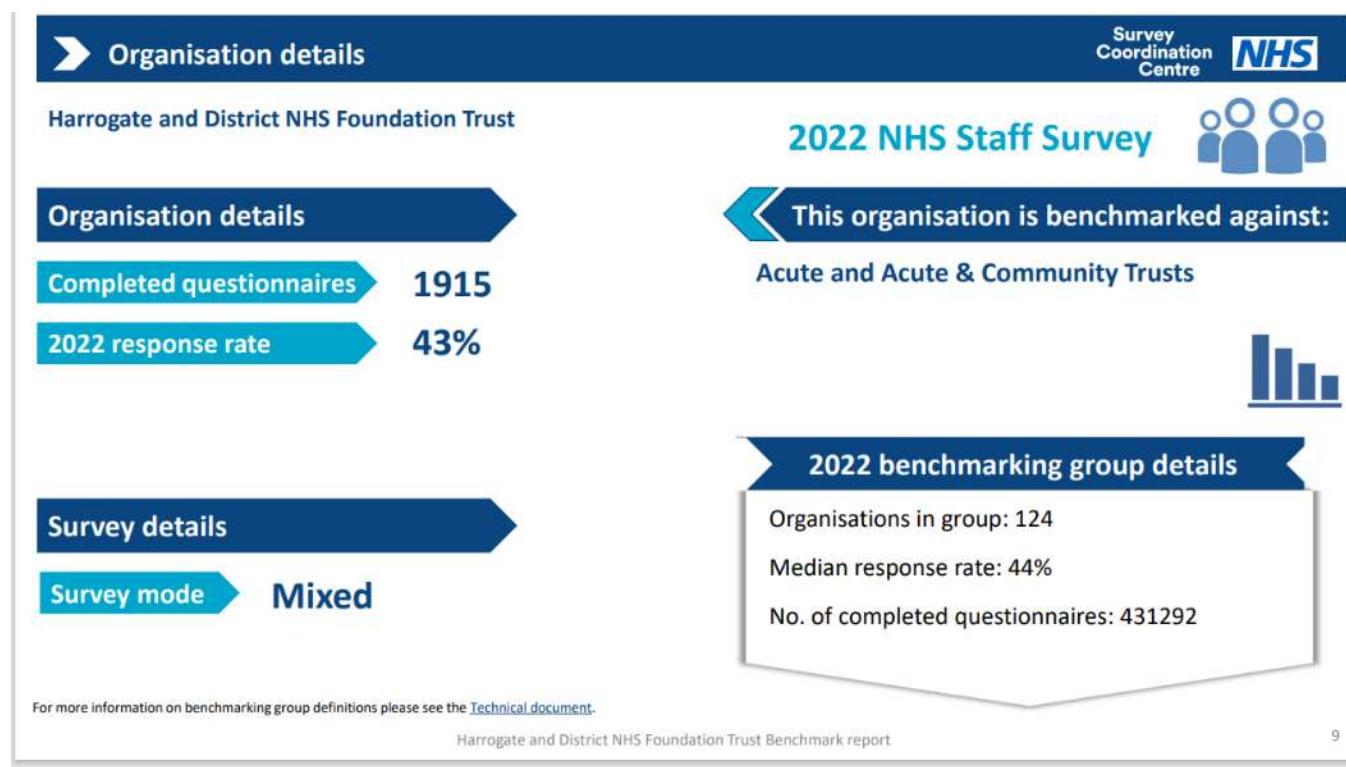 Organisation details
Survey
Coordination
Centre
NHS
Harrogate and District NHS Foundation Trust
2022 NHS Staff Survey
Organisation details
This organisation is benchmarked against:
Completed questionnaires 1915
Acute and Acute & Community Trusts
2022 response rate 43%
2022 benchmarking group details
Organisations in group: 124
Survey details
Median response rate: 44%
Survey mode Mixed
No. of completed questionnaires: 431292
For more information on benchmarking group definitions please see the Technical document.
Harrogate and District NHS Foundation Trust Benchmark report
9